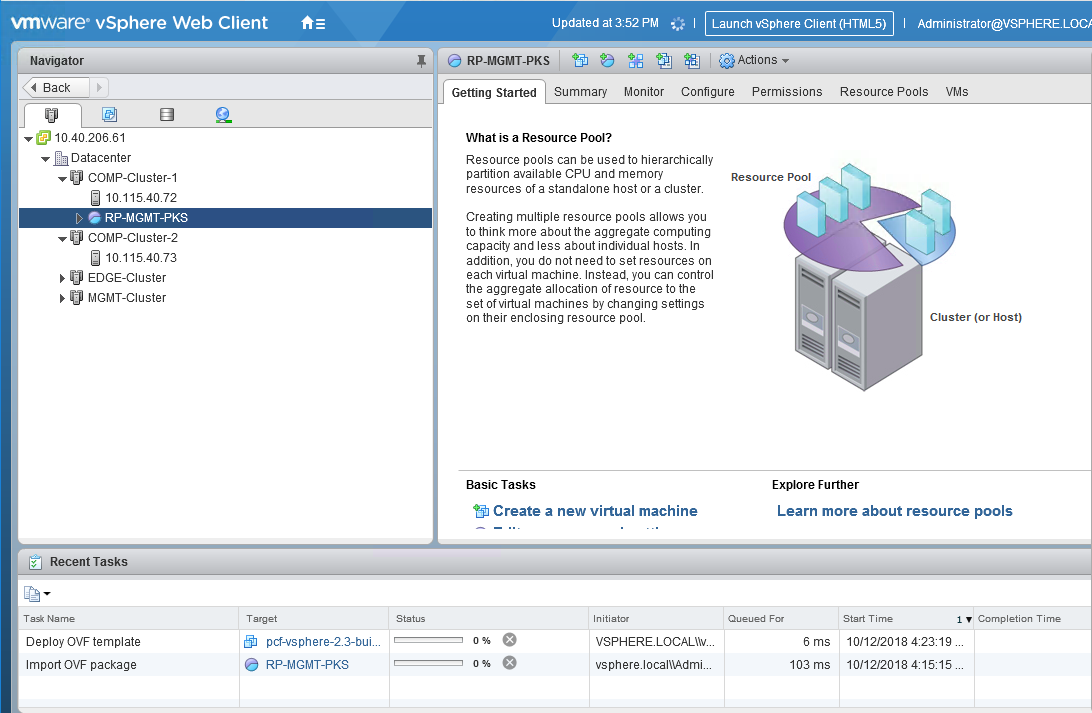 vmware® vSphere Web Client
Updated at 3:52 PM
Launch vSphere Client (HTML5)
Administrator@VSPHERE.LOCA
Navigator
Back
10.40.206.61
Datacenter
COMP-Cluster-1
10.115.40.72
RP-MGMT-PKS
COMP-Cluster-2
10.115.40.73
EDGE-Cluster
MGMT-Cluster
RP-MGMT-PKS
Actions
Getting Started Summary Monitor Configure Permissions Resource Pools VMs
What is a Resource Pool?
Resource pools can be used to hierarchically
partition available CPU and memory
resources of a standalone host or a cluster.
Creating multiple resource pools allows you
to think more about the aggregate computing
capacity and less about individual hosts. In
addition, you do not need to set resources on
each virtual machine. Instead, you can control
the aggregate allocation of resource to the
set of virtual machines by changing settings
on their enclosing resource pool.
Resource Pool
Cluster (or Host)
Basic Tasks
Create a new virtual machine
Explore Further
Learn more about resource pools
Recent Tasks
Task Name Target Status Initiator Queued For Start Time 1 Completion Time
Deploy OVF template pcf-vsphere-2.3-bui... 0 % VSPHERE.LOCAL\\v... 6 ms 10/12/2018 4:23:19 ...
Import OVF package RP-MGMT-PKS 0 % vsphere.local\\Admi... 103 ms 10/12/2018 4:15:15 ...